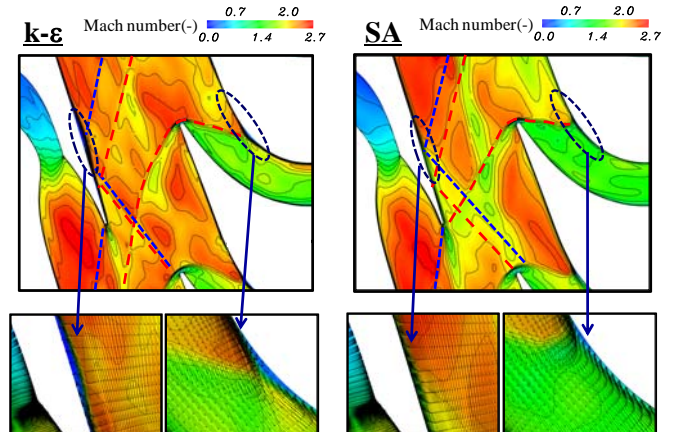 k-ε
Mach number(-)
0.7 2.0
0.0 1.4 2.7
SA
Mach number(-)
0.7 2.0
0.0 1.4 2.7